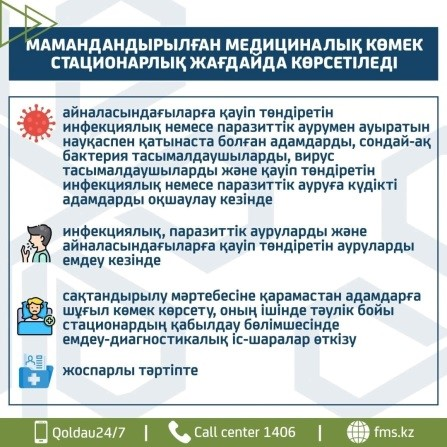 МАМАНДАНДЫРЫЛҒАН МЕДИЦИНАЛЫҚ КӨМЕК
СТАЦИОНАРЛЫҚ ЖАҒДАЙДА КӨРСЕТІЛЕДІ
айналасындағыларға қауіп төндіретін
инфекциялық немесе паразиттік аурумен ауыратын
науқаспен қатынаста болған адамдарды, сондай-ақ
бактерия тасымалдаушыларды, вирус
тасымалдаушыларды және қауіп төндіретін
инфекциялық немесе паразиттік ауруға күдікті
адамдарды оқшаулау кезінде
инфекциялық, паразиттік ауруларды және
айналасындағыларға қауіп төндіретін ауруларды
емдеу кезінде
сақтандырылу мәртебесіне қарамастан адамдарға
шұғыл көмек көрсету, оның ішінде тәулік бойы
стационардың қабылдау бөлімшесінде
емдеу-диагностикалық іс-шаралар өткізу
жоспарлы тәртіпте
Qoldau24/7 | Call center 1406 | fms.kz